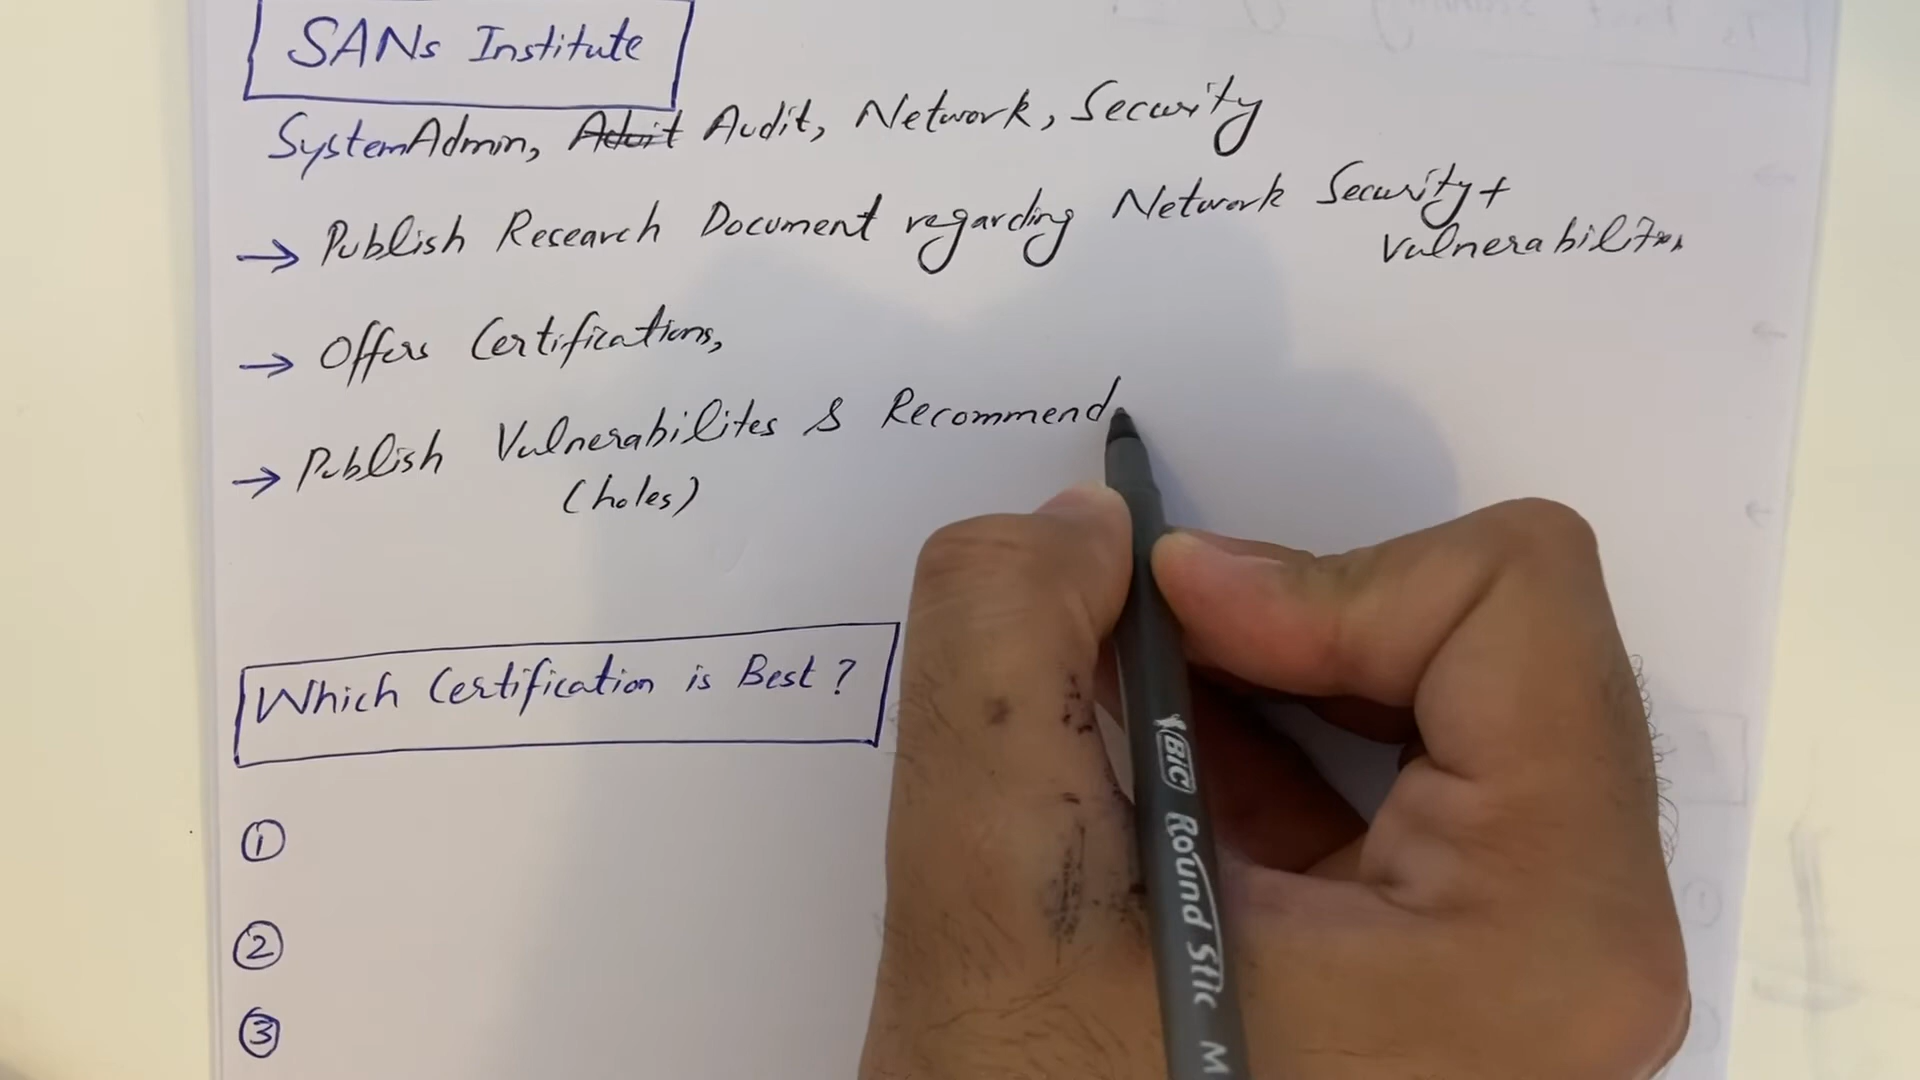 SANs Institute
SystemAdmin, Aduit Audit, Network, Security
→ Publish Research Document regarding Network Security +
Vulnerabilities
→ Offers Certifications,
→ Publish Vulnerabilites & Recommend
(holes)
Which Certification is Best ?
1
2
3
BIC Round Stic M